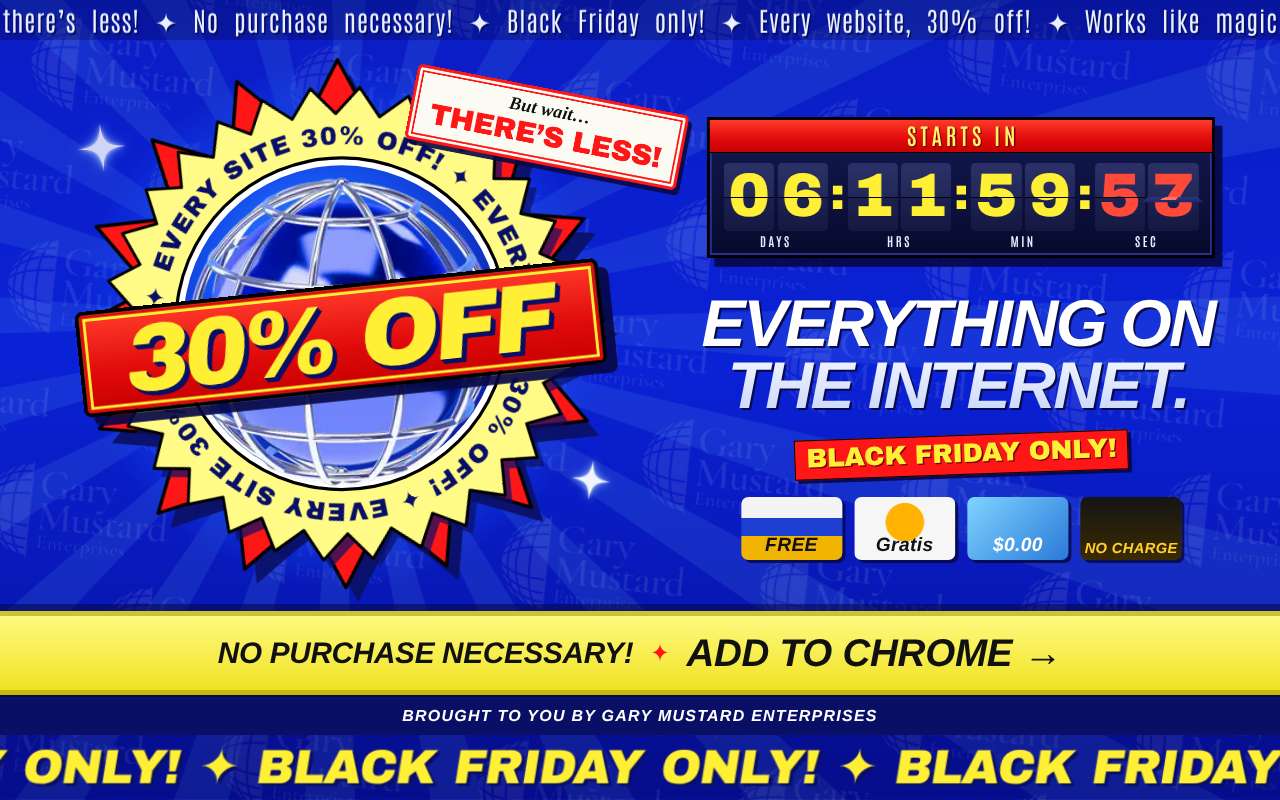 there's less! ✦ No purchase necessary! ✦ Black Friday only! ✦ Every website, 30% off! ✦ Works like magic
But wait…
THERE'S LESS!
EVERY SITE 30% OFF! ✦
EVERY SITE 30% OFF! ✦
30% OFF
STARTS IN
06:11:59:
DAYS HRS MIN SEC
EVERYTHING ON
THE INTERNET.
BLACK FRIDAY ONLY!
FREE Gratis $0.00 NO CHARGE
NO PURCHASE NECESSARY! ✦ ADD TO CHROME →
BROUGHT TO YOU BY GARY MUSTARD ENTERPRISES
ONLY! ✦ BLACK FRIDAY ONLY! ✦ BLACK FRIDAY
Gary
Mustard
Enterprises